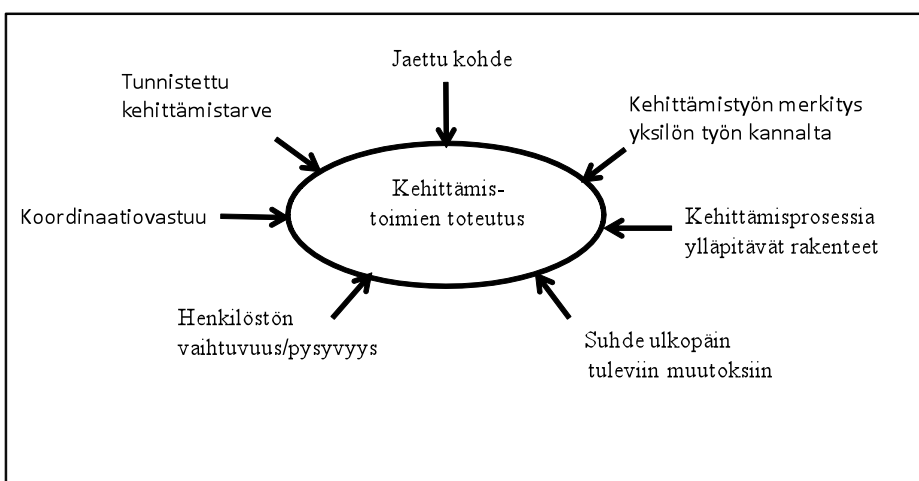 Jaettu kohde
Tunnistettu
kehittämistarve
Kehittämistyön merkitys
yksilön työn kannalta
Kehittämis-
toimien toteutus
Koordinaatiovastuu
Kehittämisprosessia
ylläpitävät rakenteet
Henkilöstön
vaihtuvuus/pysyvyys
Suhde ulkopäin
tuleviin muutoksiin